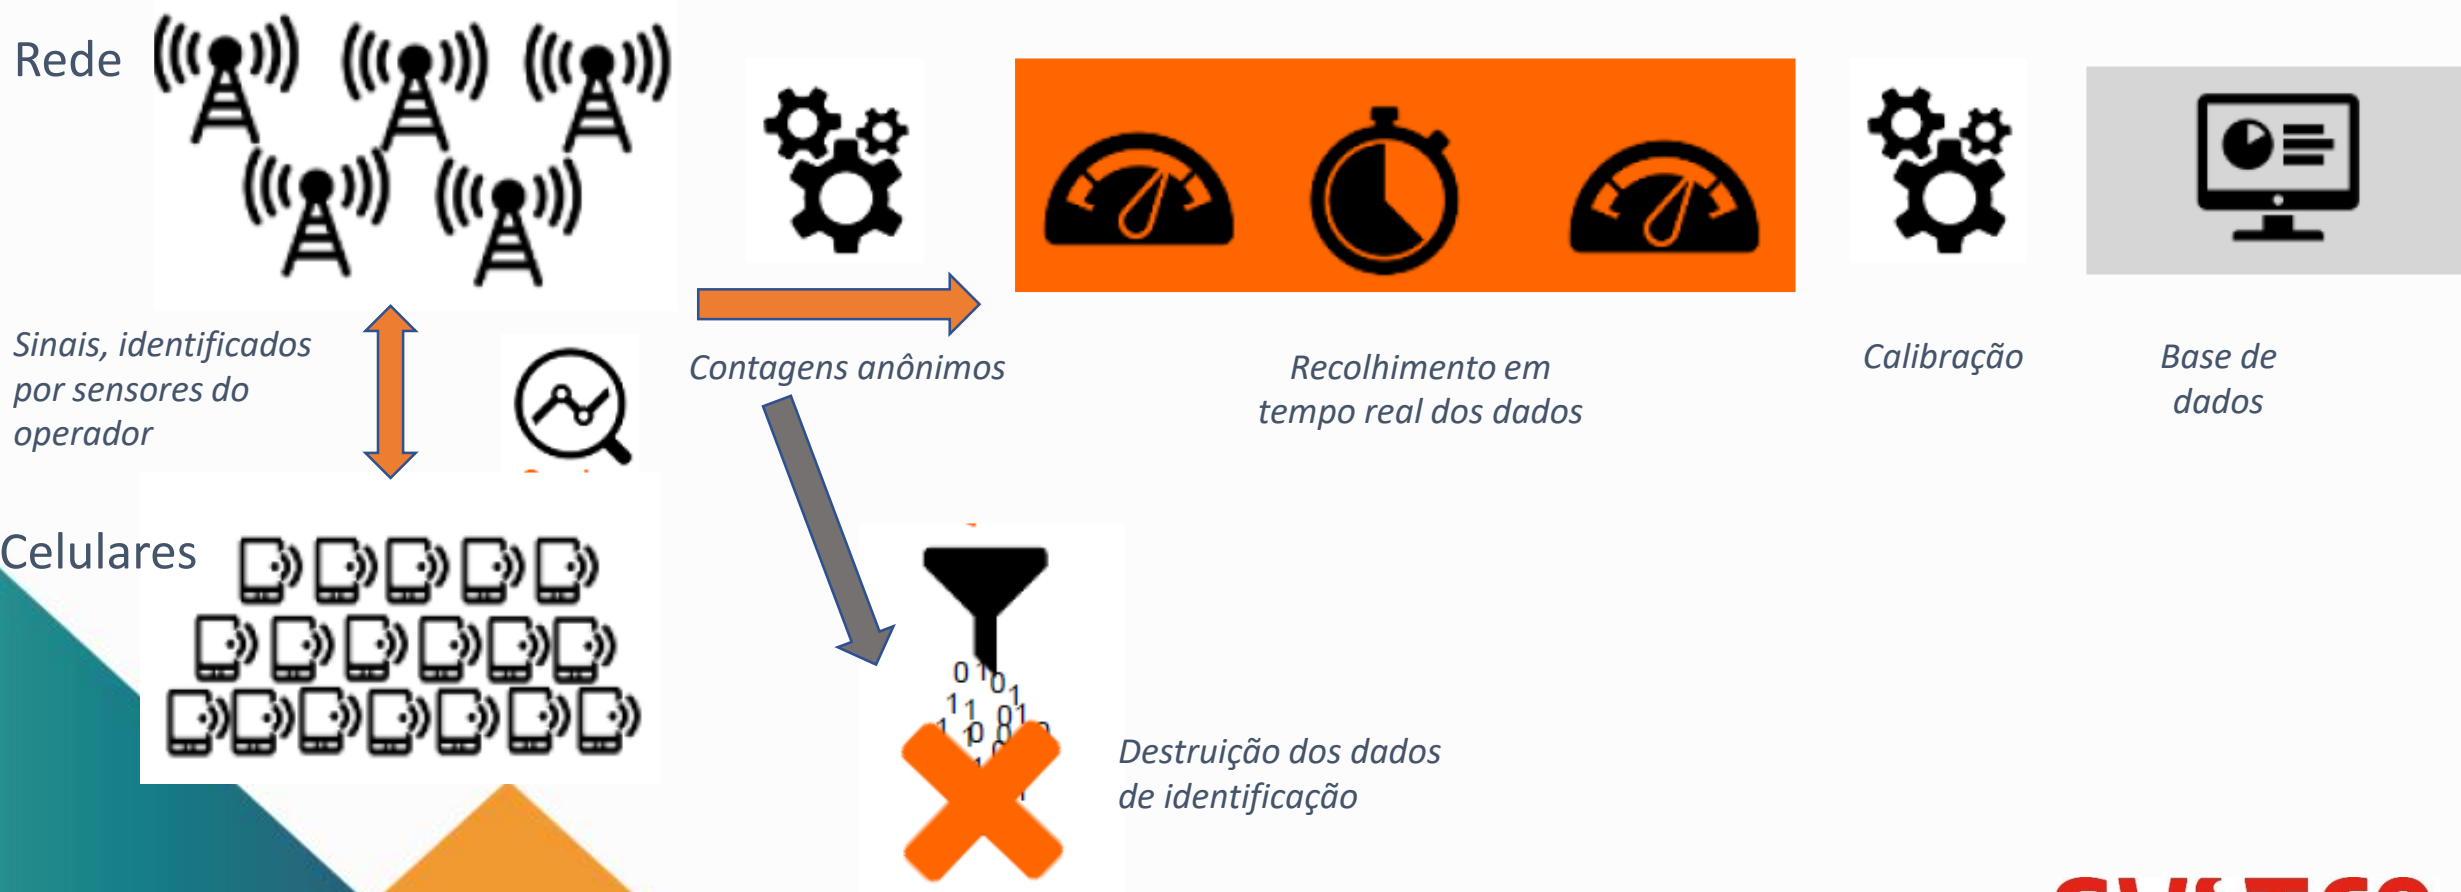 Rede
Sinais, identificados
por sensores do
operador
Contagens anônimos
Recolhimento em
tempo real dos dados
Calibração
Base de
dados
Celulares
Destruição dos dados
de identificação